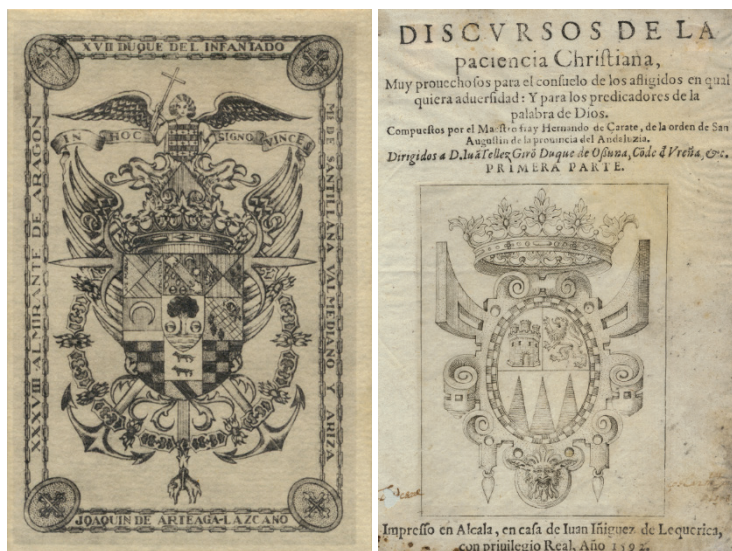 XVII DUQUE DEL INFANTADO
IN HOC SIGNO VINCES
XXXVIII ALMIRANTE DE ARAGON
M. DE SANTILLANA VALMEDIANO Y ARIZA
JOAQUIN DE ARTEAGA-LAZCANO
DISCVRSOS DE LA
paciencia Chriſtiana,
Muy prouechoſos para el conſuelo de los afligidos en qual
quiera aduerſidad: Y para los predicadores de la
palabra de Dios.
Compueſtos por el Maeſtro fray Hernando de Çarate, de la orden de San
Auguſtin de la prouincia del Andaluzia.
Dirigidos a D. Iuã Tellez Girõ Duque de Oſſuna, Cõde d̃ Vreña, &c.
PRIMERA PARTE.
Impreſſo en Alcala, en caſa de Iuan Iñiguez de Lequerica,
con priuilegio Real, Año 1592